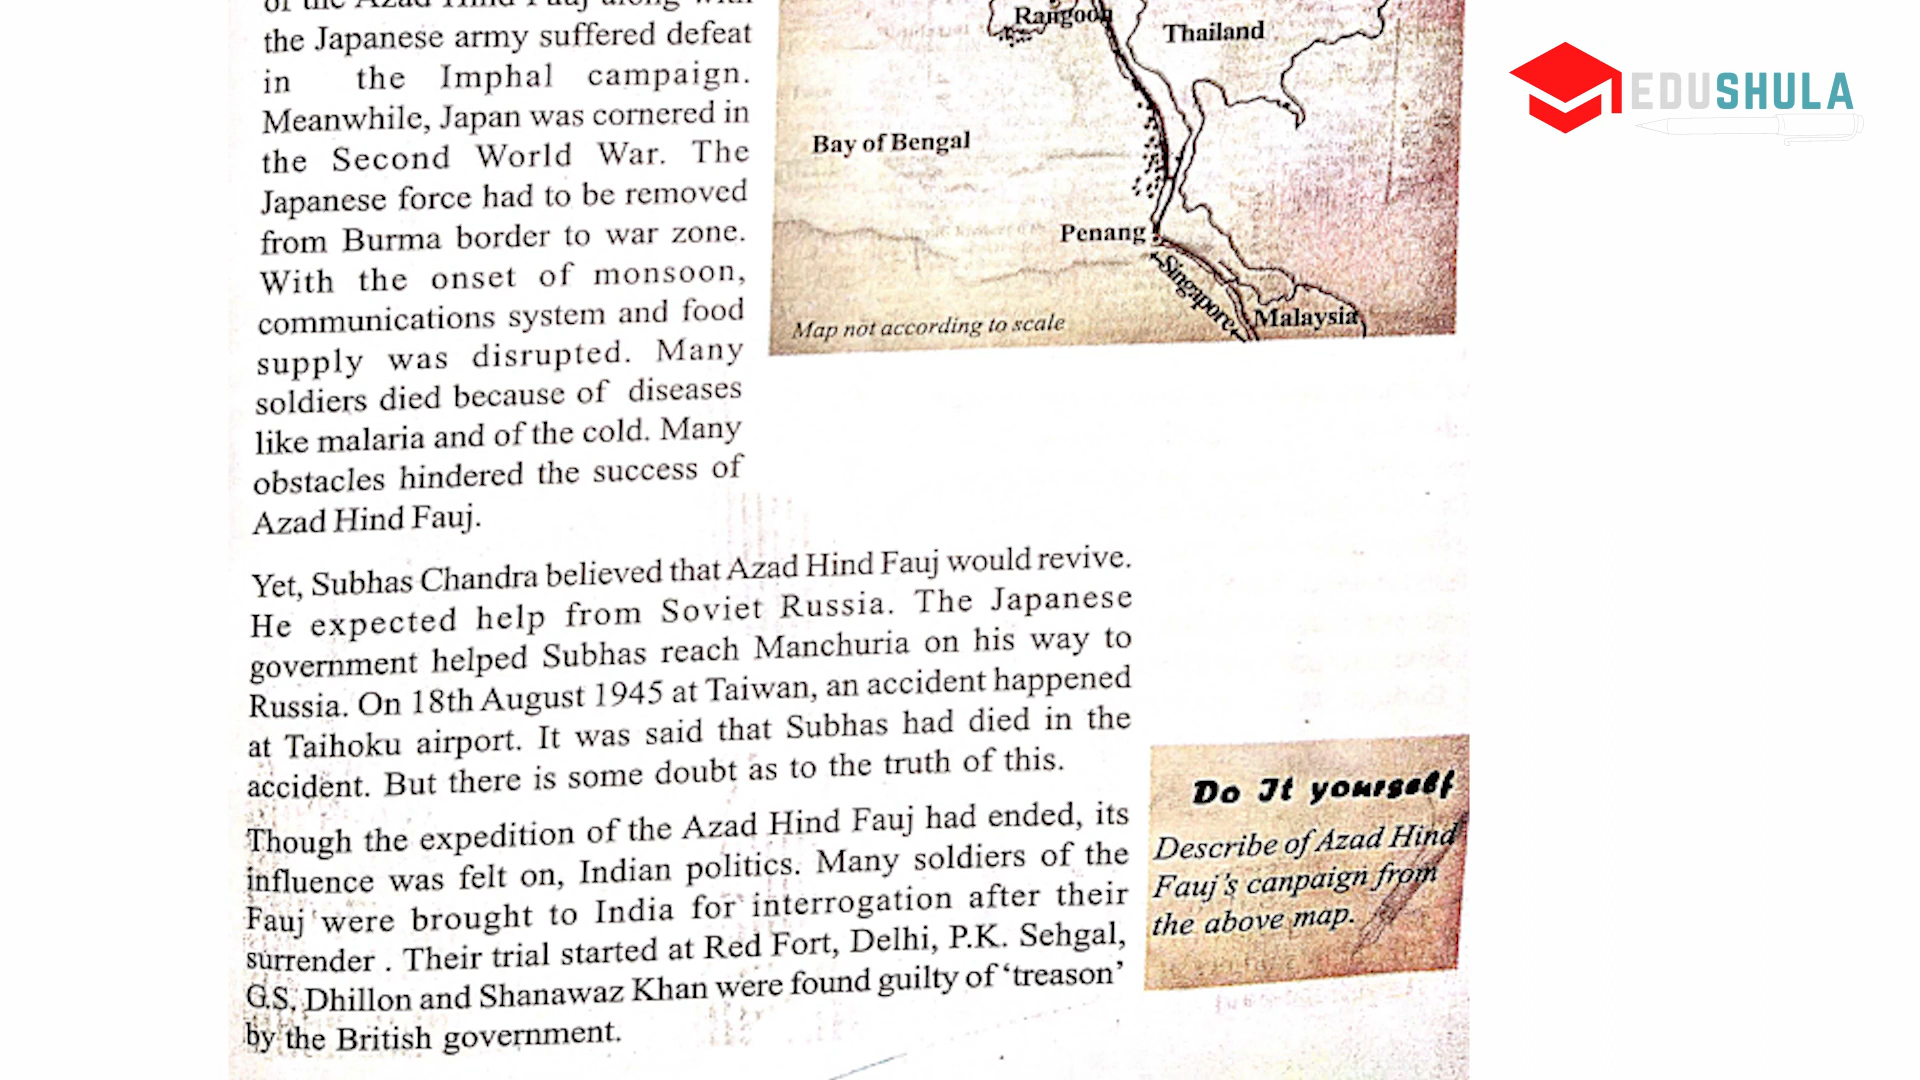 of the Azad Hind Fauj along with
the Japanese army suffered defeat
in the Imphal campaign.
Meanwhile, Japan was cornered in
the Second World War. The
Japanese force had to be removed
from Burma border to war zone.
With the onset of monsoon,
communications system and food
supply was disrupted. Many
soldiers died because of diseases
like malaria and of the cold. Many
obstacles hindered the success of
Azad Hind Fauj.
Rangoon
Thailand
Bay of Bengal
Penang
Singapore
Malaysia
Map not according to scale
EDUSHULA
Yet, Subhas Chandra believed that Azad Hind Fauj would revive.
He expected help from Soviet Russia. The Japanese
government helped Subhas reach Manchuria on his way to
Russia. On 18th August 1945 at Taiwan, an accident happened
at Taihoku airport. It was said that Subhas had died in the
accident. But there is some doubt as to the truth of this.
Though the expedition of the Azad Hind Fauj had ended, its
influence was felt on, Indian politics. Many soldiers of the
Fauj were brought to India for interrogation after their
surrender . Their trial started at Red Fort, Delhi, P.K. Sehgal,
G.S. Dhillon and Shanawaz Khan were found guilty of ‘treason’
by the British government.
Do It yourself
Describe of Azad Hind
Fauj's canpaign from
the above map.